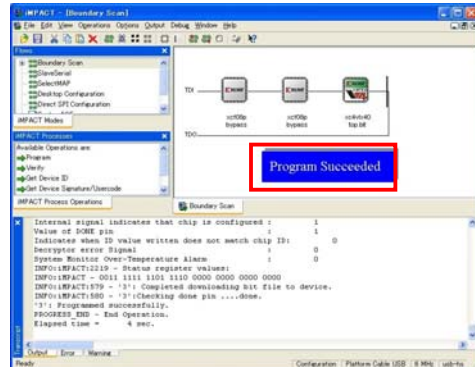 iMPACT - [Boundary Scan]
File Edit View Operations Options Output Debug Window Help
Flows
Boundary Scan
SlaveSerial
SelectMAP
Desktop Configuration
Direct SPI Configuration
iMPACT Modes
iMPACT Processes
Available Operations are:
Program
Verify
Get Device ID
Get Device Signature/Usercode
iMPACT Process Operations
TDI
TDO
xcf08p
bypass
xcf08p
bypass
top.bit
Program Succeeded
Boundary Scan
Internal signal indicates that chip is configured : 1
Value of DONE pin : 1
Indicates when ID value written does not match chip ID: 0
Decryptor error Signal : 0
System Monitor Over-Temperature Alarm : 0
INFO:iMPACT:2219 - Status register values:
INFO:iMPACT - 0011 1111 1101 1110 0000 0000 0000 0000
INFO:iMPACT:579 - '3': Completed downloading bit file to device.
INFO:iMPACT:580 - '3':Checking done pin ....done.
'3': Programmed successfully.
PROGRESS_END - End Operation.
Elapsed time = 4 sec.
Transcript
Output Error Warning
Ready
Configuration Platform Cable USB 6 MHz usb-hs